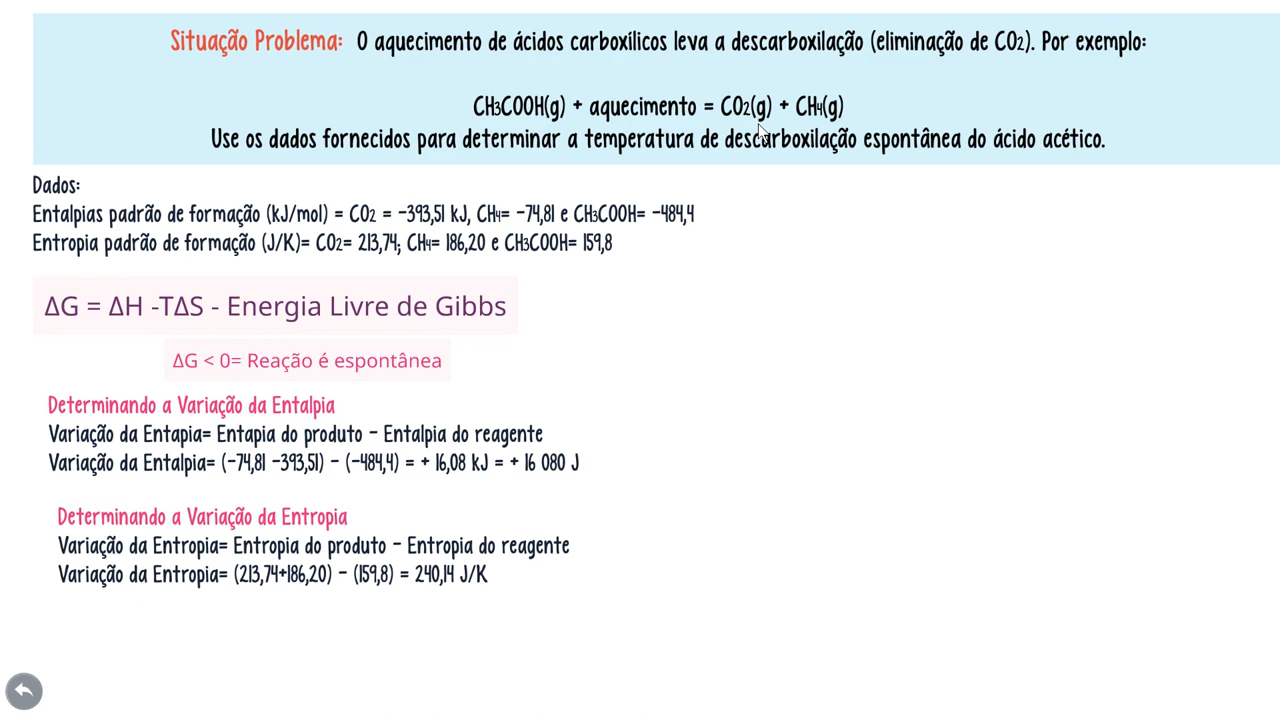 Situação Problema: O aquecimento de ácidos carboxílicos leva a descarboxilação (eliminação de CO2). Por exemplo:
CH3COOH(g) + aquecimento = CO2(g) + CH4(g)
Use os dados fornecidos para determinar a temperatura de descarboxilação espontânea do ácido acético.
Dados:
Entalpias padrão de formação (kJ/mol) = CO2 = -393,51 kJ, CH4= -74,81 e CH3COOH= -484,4
Entropia padrão de formação (J/K)= CO2= 213,74; CH4= 186,20 e CH3COOH= 159,8
ΔG = ΔH -TΔS - Energia Livre de Gibbs
ΔG < 0= Reação é espontânea
Determinando a Variação da Entalpia
Variação da Entapia= Entapia do produto - Entalpia do reagente
Variação da Entalpia= (-74,81 -393,51) - (-484,4) = + 16,08 kJ = + 16 080 J
Determinando a Variação da Entropia
Variação da Entropia= Entropia do produto - Entropia do reagente
Variação da Entropia= (213,74+186,20) - (159,8) = 240,14 J/K